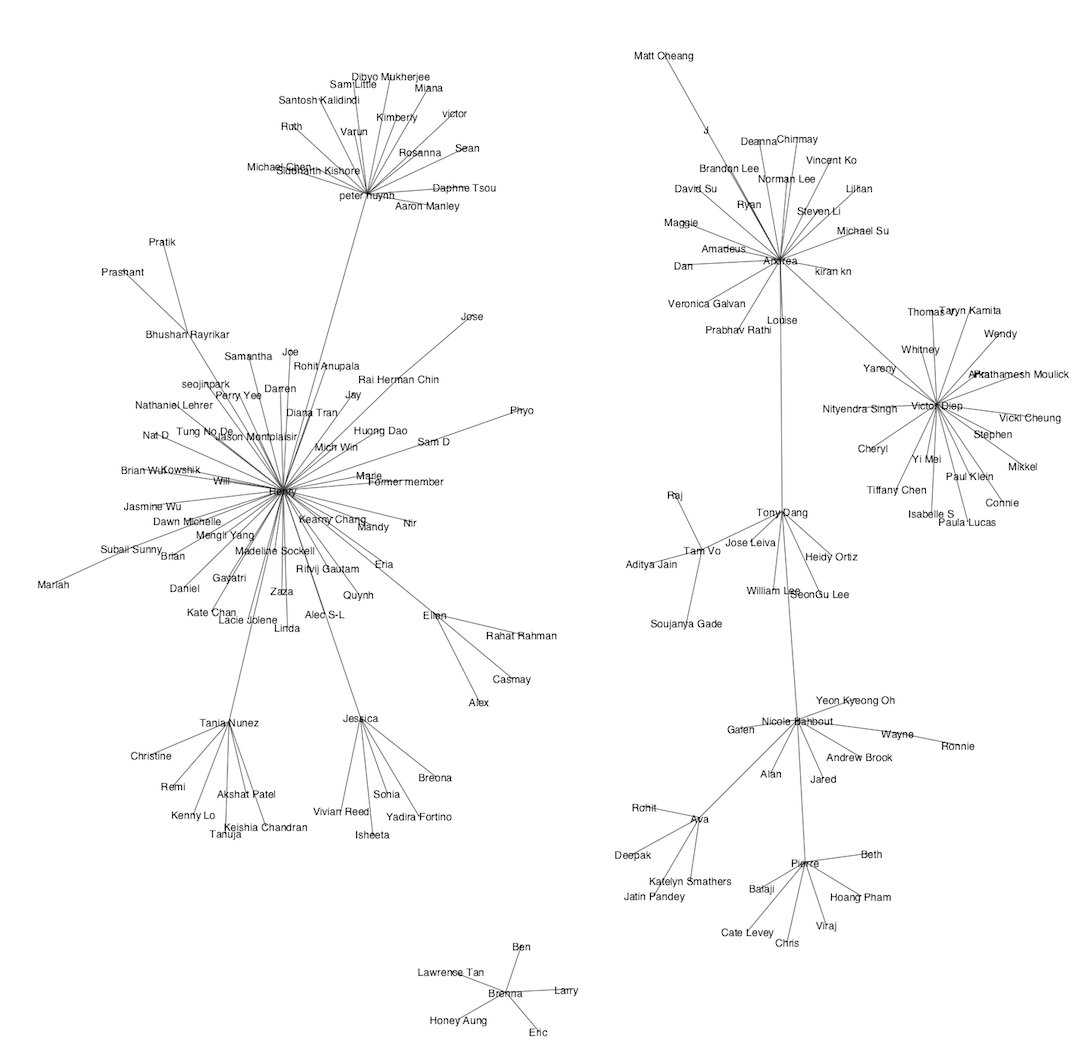 Matt Cheang
Dibyo Mukherjee
Sam Little
Miana
Santosh Kalidindi
Kimberly
victor
Ruth
Varun
J
Deanna
Chinmay
Rosanna
Sean
Vincent Ko
Michael Chen
Siddharth Kishore
Brandon Lee
Norman Lee
Daphne Tsou
David Su
Lilian
peter huynh
Aaron Manley
Ryan
Steven Li
Maggie
Michael Su
Pratik
Amadeus
Andrea
Dan
kiran kn
Prashant
Veronica Galvan
Thomas V
Taryn Kamita
Jose
Louise
Prabhav Rathi
Bhushan Rayrikar
Wendy
Samantha
Joe
Whitney
Rohit Anupala
Yareny
Prathamesh Moulick
Rai Herman Chin
seojinpark
Darren
Perry Yee
Jay
Nathaniel Lehrer
Victor Diep
Nityendra Singh
Diana Tran
Phyo
Vicki Cheung
Tung No De
Huong Dao
Nat D
Jason Montplaisir
Stephen
Sam D
Mich Win
Cheryl
Yi Mei
Mikkel
Brian Wu
Kowshik
Marie
Paul Klein
Will
Former member
Henry
Tiffany Chen
Raj
Connie
Jasmine Wu
Tony Dang
Isabelle S
Dawn Michelle
Kearny Chang
Mandy
Nir
Paula Lucas
Mengli Yang
Jose Leiva
Subail Sunny
Madeline Sockell
Tam Vo
Brian
Eria
Aditya Jain
Heidy Ortiz
Ritvij Gautam
Gayatri
Mariah
Daniel
Zaza
Quynh
William Lee
SeonGu Lee
Kate Chan
Lacie Jolene
Alec S-L
Ellen
Linda
Soujanya Gade
Rahat Rahman
Casmay
Alex
Yeon Kyeong Oh
Tania Nunez
Jessica
Nicole Bahbout
Galen
Wayne
Ronnie
Christine
Andrew Brook
Breona
Alan
Jared
Remi
Akshat Patel
Sonia
Kenny Lo
Vivian Reed
Yadira Fortino
Rohit
Ava
Keishia Chandran
Tanuja
Isheeta
Deepak
Beth
Pierre
Katelyn Smathers
Balaji
Jatin Pandey
Hoang Pham
Viraj
Cate Levey
Chris
Ben
Lawrence Tan
Brenna
Larry
Honey Aung
Eric